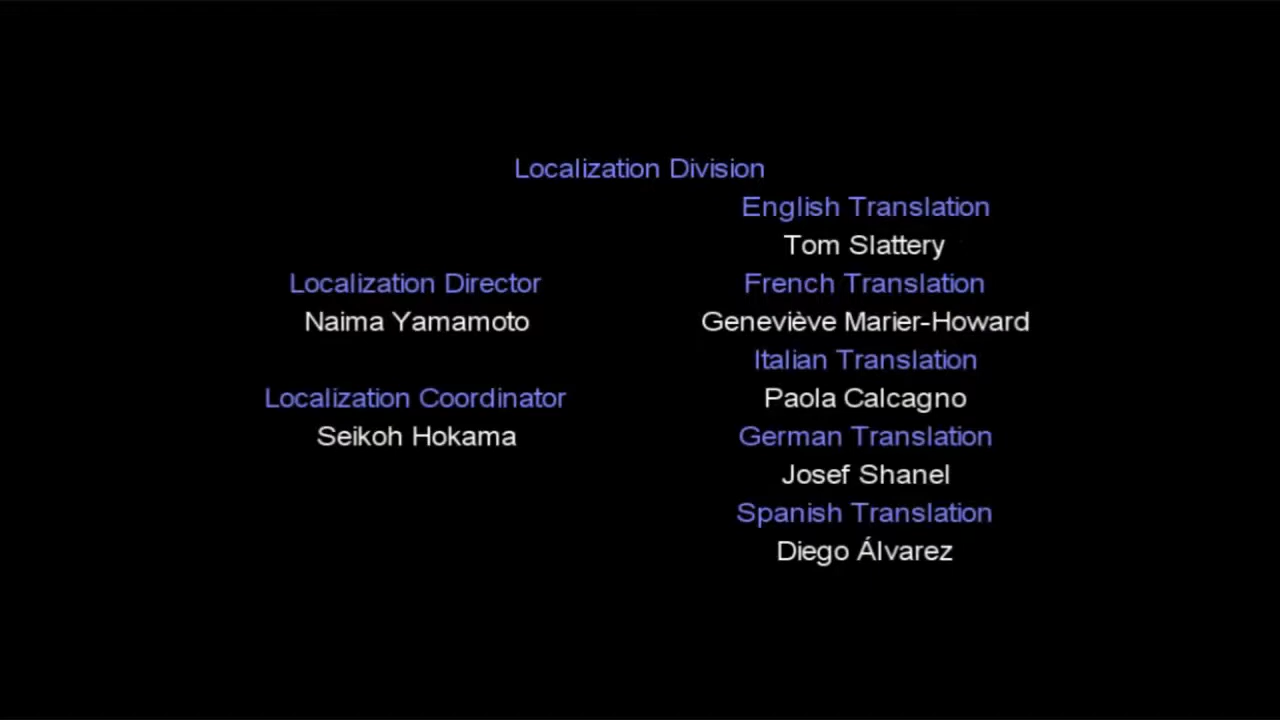 Localization Division
Localization Director
Naima Yamamoto
Localization Coordinator
Seikoh Hokama
English Translation
Tom Slattery
French Translation
Geneviève Marier-Howard
Italian Translation
Paola Calcagno
German Translation
Josef Shanel
Spanish Translation
Diego Álvarez